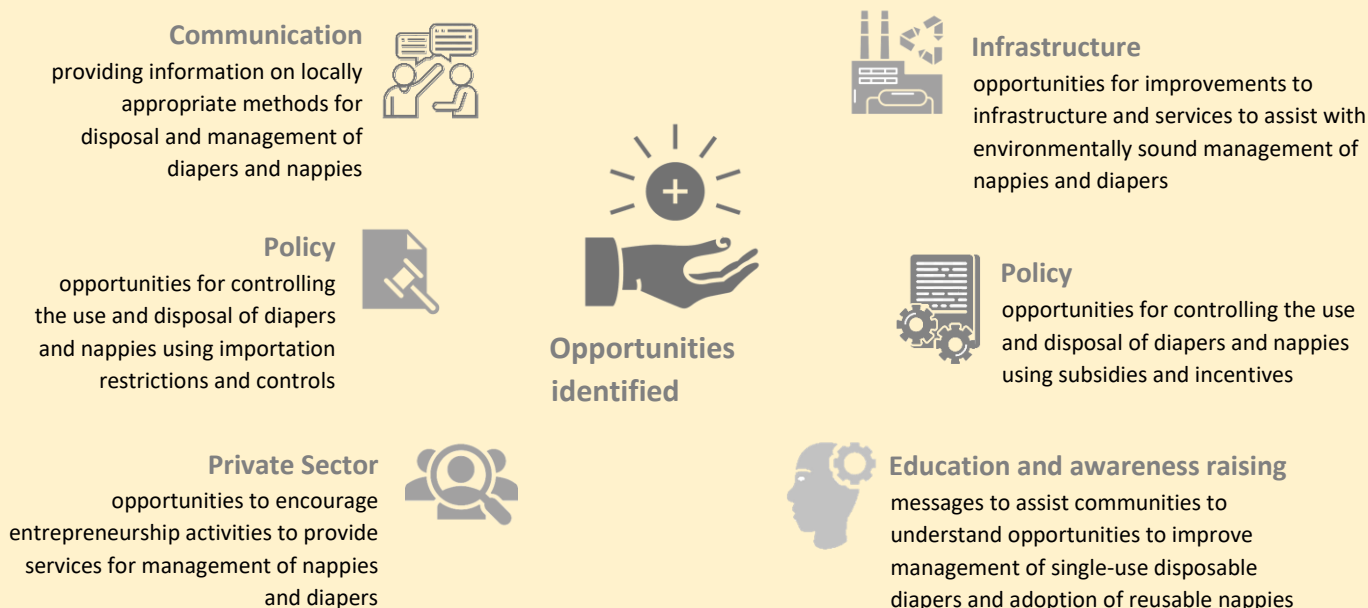 Communication
providing information on locally
appropriate methods for
disposal and management of
diapers and nappies
Infrastructure
opportunities for improvements to
infrastructure and services to assist with
environmentally sound management of
nappies and diapers
Policy
opportunities for controlling
the use and disposal of diapers
and nappies using importation
restrictions and controls
Opportunities
identified
Policy
opportunities for controlling the use
and disposal of diapers and nappies
using subsidies and incentives
Private Sector
opportunities to encourage
entrepreneurship activities to provide
services for management of nappies
and diapers
Education and awareness raising
messages to assist communities to
understand opportunities to improve
management of single-use disposable
diapers and adoption of reusable nappies